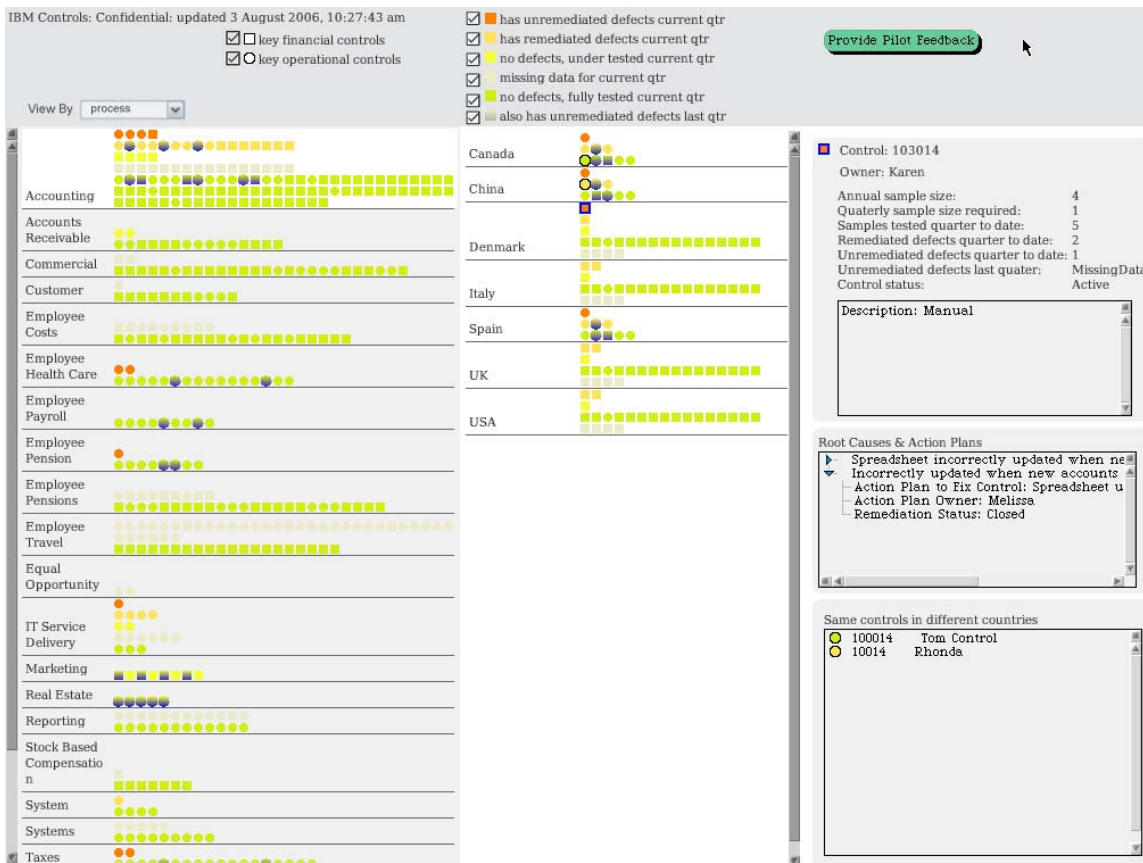 IBM Controls: Confidential: updated 3 August 2006, 10:27:43 am
key financial controls
key operational controls
View By process
has unremediated defects current qtr
has remediated defects current qtr
no defects, under tested current qtr
missing data for current qtr
no defects, fully tested current qtr
also has unremediated defects last qtr
Provide Pilot Feedback
Accounting
Accounts
Receivable
Commercial
Customer
Employee
Costs
Employee
Health Care
Employee
Payroll
Employee
Pension
Employee
Pensions
Employee
Travel
Equal
Opportunity
IT Service
Delivery
Marketing
Real Estate
Reporting
Stock Based
Compensatio
n
System
Systems
Taxes
Canada
China
Denmark
Italy
Spain
UK
USA
Control: 103014
Owner: Karen
Annual sample size: 4
Quaterly sample size required: 1
Samples tested quarter to date: 5
Remediated defects quarter to date: 2
Unremediated defects quarter to date: 1
Unremediated defects last quater: MissingData
Control status: Active
Description: Manual
Root Causes & Action Plans
Spreadsheet incorrectly updated when ne
Incorrectly updated when new accounts
Action Plan to Fix Control: Spreadsheet u
Action Plan Owner: Melissa
Remediation Status: Closed
Same controls in different countries
100014 Tom Control
10014 Rhonda